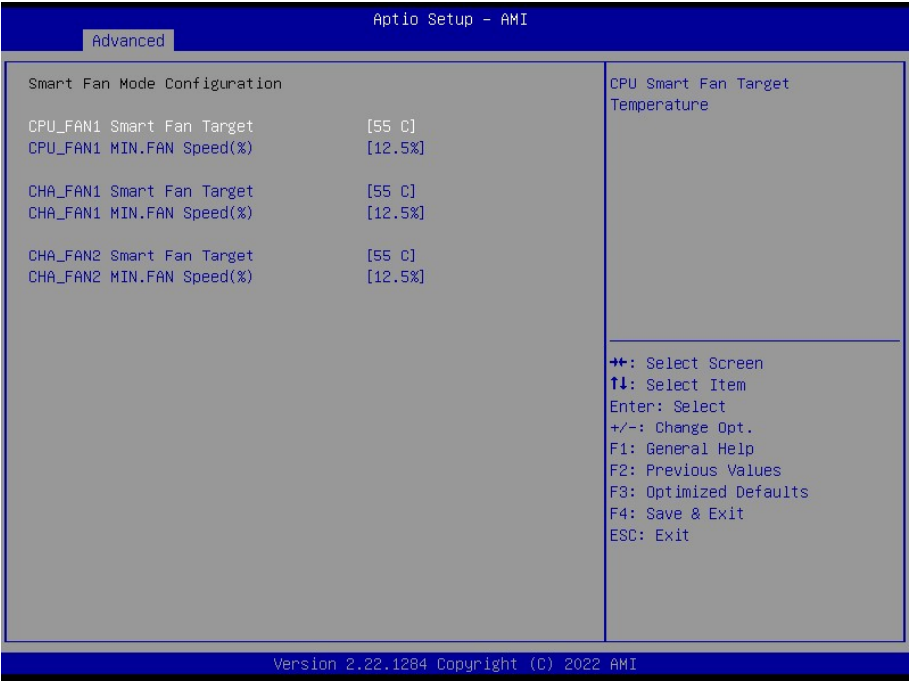 Aptio Setup – AMI
Advanced
Smart Fan Mode Configuration
CPU_FAN1 Smart Fan Target [55 C]
CPU_FAN1 MIN.FAN Speed(%) [12.5%]
CHA_FAN1 Smart Fan Target [55 C]
CHA_FAN1 MIN.FAN Speed(%) [12.5%]
CHA_FAN2 Smart Fan Target [55 C]
CHA_FAN2 MIN.FAN Speed(%) [12.5%]
CPU Smart Fan Target
Temperature
→←: Select Screen
↑↓: Select Item
Enter: Select
+/-: Change Opt.
F1: General Help
F2: Previous Values
F3: Optimized Defaults
F4: Save & Exit
ESC: Exit
Version 2.22.1284 Copyright (C) 2022 AMI